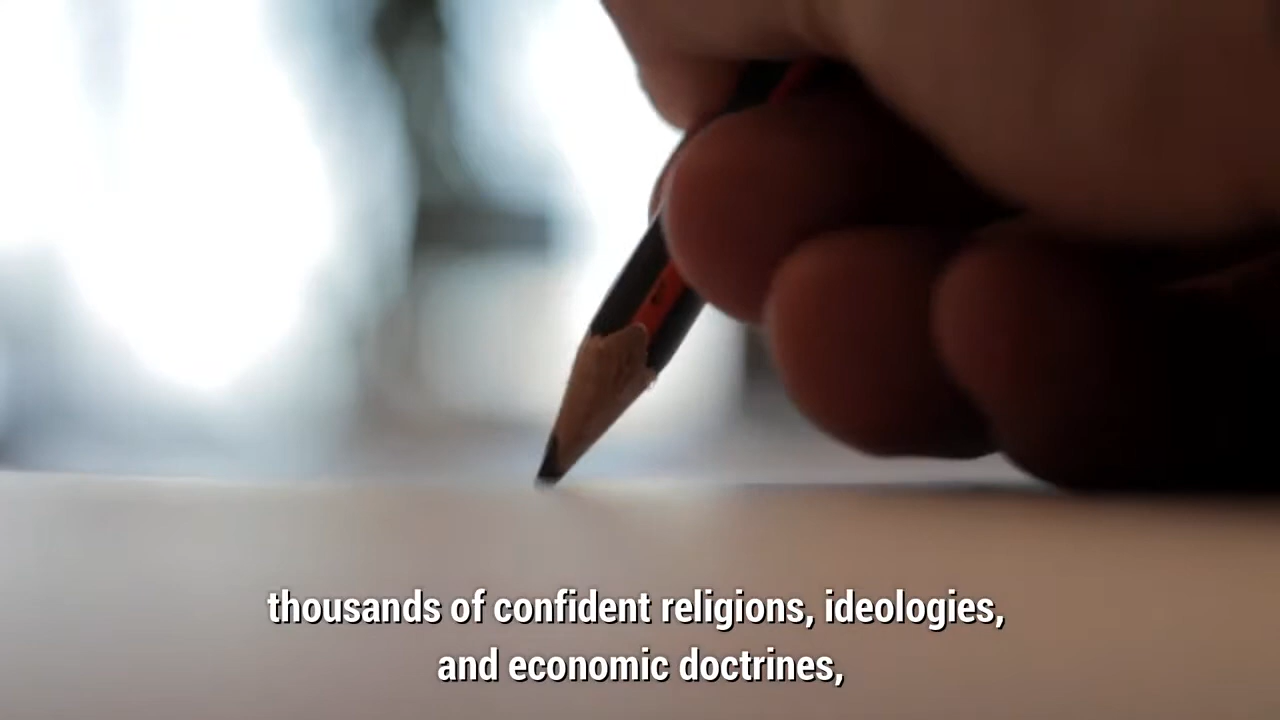 thousands of confident religions, ideologies,
and economic doctrines,